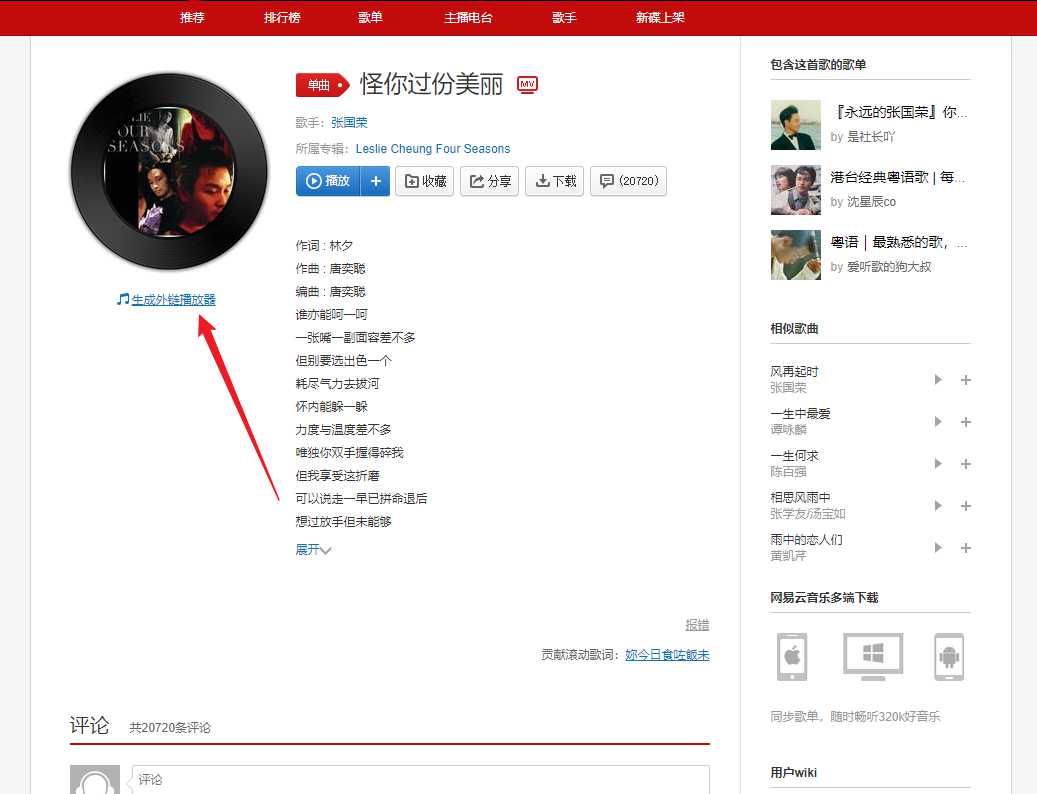 推荐
排行榜
歌单
主播电台
歌手
新碟上架
LIE
OUR
SEASONS
生成外链播放器
单曲
怪你过份美丽
MV
歌手：张国荣
所属专辑：Leslie Cheung Four Seasons
播放
收藏
分享
下载
(20720)
作词 : 林夕
作曲 : 唐奕聪
编曲 : 唐奕聪
谁亦能呵一呵
一张嘴一副面容差不多
但别要选出色一个
耗尽气力去拔河
怀内能躲一躲
力度与温度差不多
唯独你双手握得碎我
但我享受这折磨
可以说走一早已拼命退后
想过放手但未能够
展开
报错
贡献滚动歌词：妳今日食咗飯未
评论
共20720条评论
评论
包含这首歌的歌单
『永远的张国荣』你...
by 是社长吖
港台经典粤语歌 | 每...
by 沈星辰co
粤语｜最熟悉的歌，...
by 爱听歌的狗大叔
相似歌曲
风再起时
张国荣
一生中最爱
谭咏麟
一生何求
陈百强
相思风雨中
张学友/汤宝如
雨中的恋人们
黄凯芹
网易云音乐多端下载
同步歌单，随时畅听320k好音乐
用户wiki